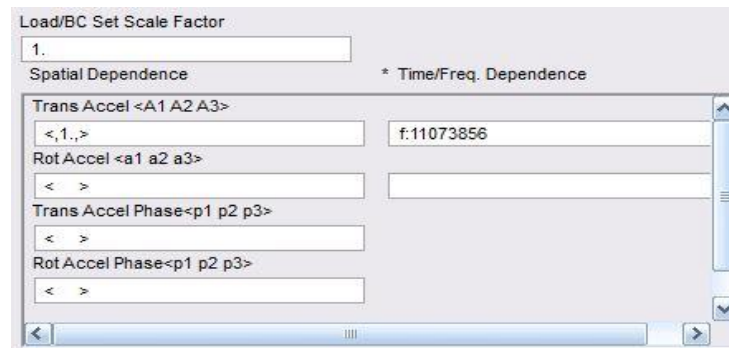 Load/BC Set Scale Factor
1.
Spatial Dependence * Time/Freq. Dependence
Trans Accel <A1 A2 A3>
<,1.,> f:11073856
Rot Accel <a1 a2 a3>
< >
Trans Accel Phase<p1 p2 p3>
< >
Rot Accel Phase<p1 p2 p3>
< >